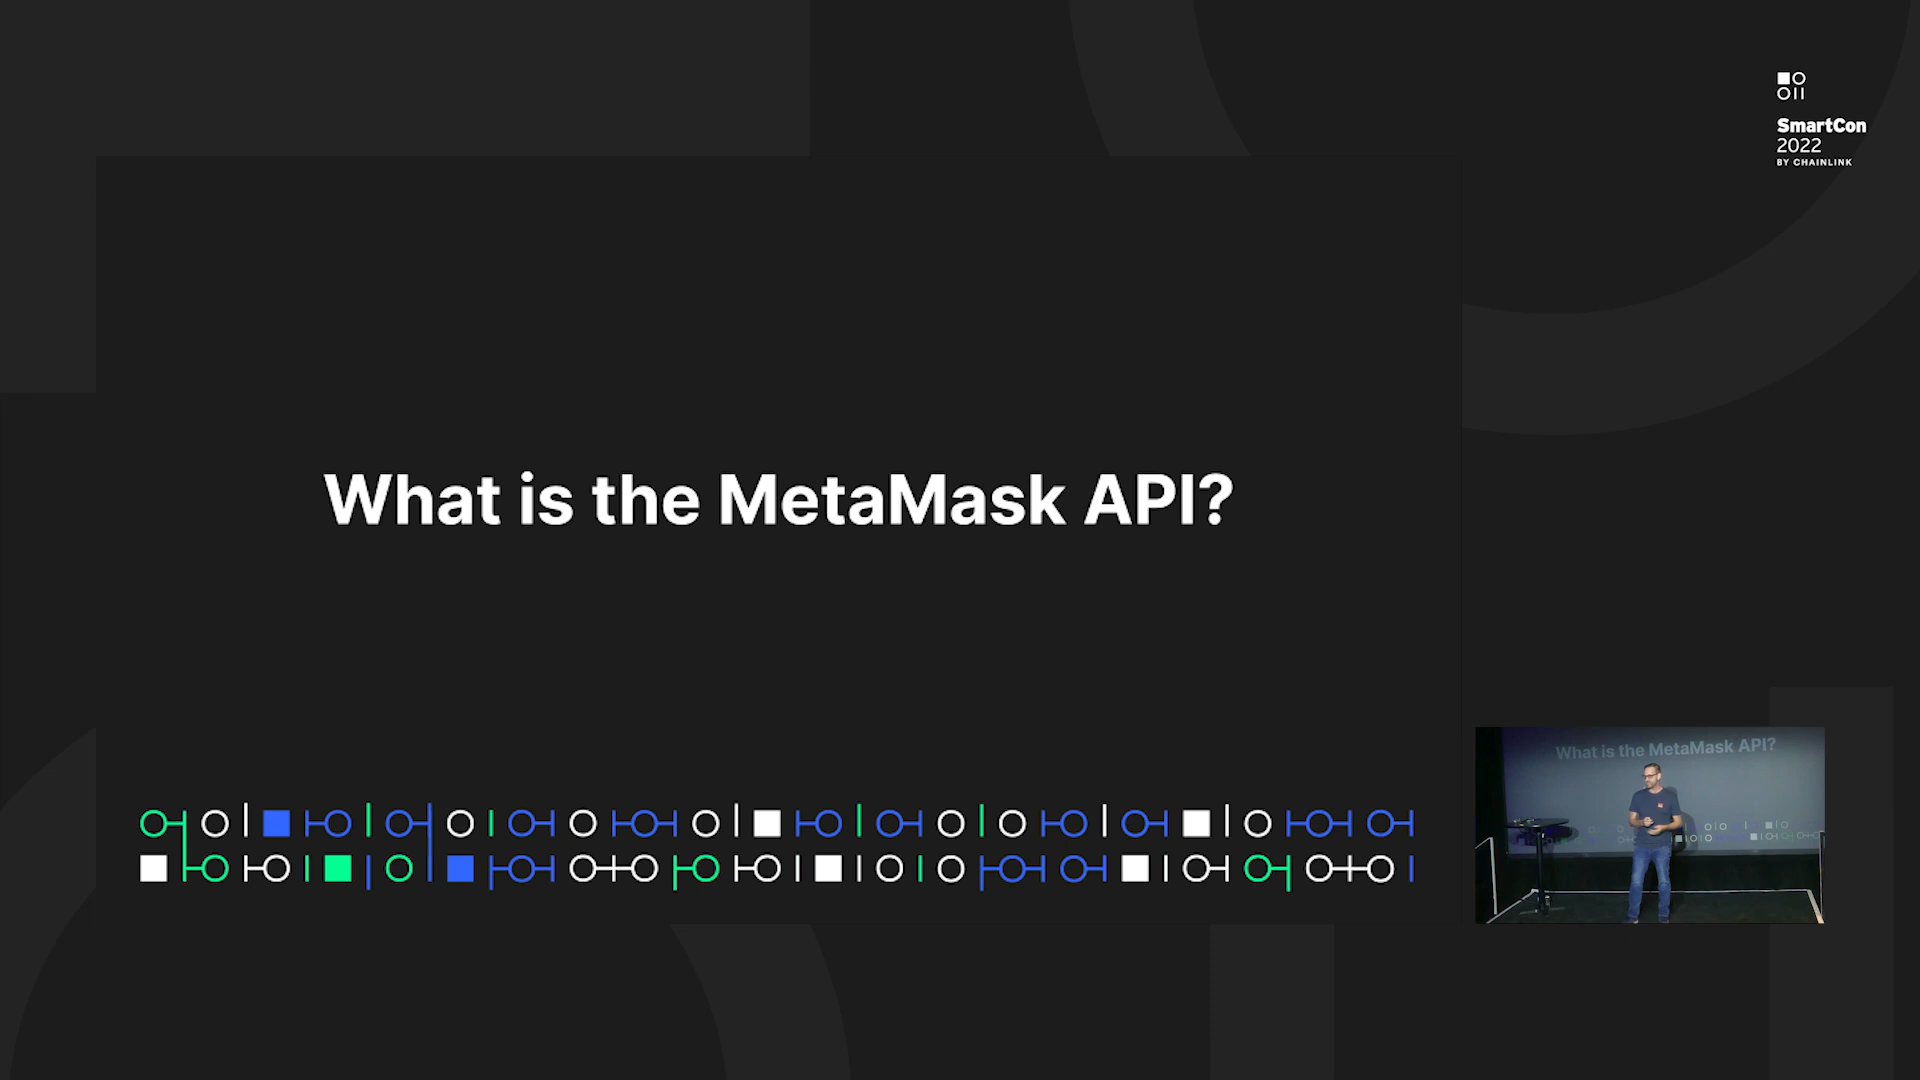 What is the MetaMask API?
SmartCon
2022
BY CHAINLINK
What is the MetaMask API?